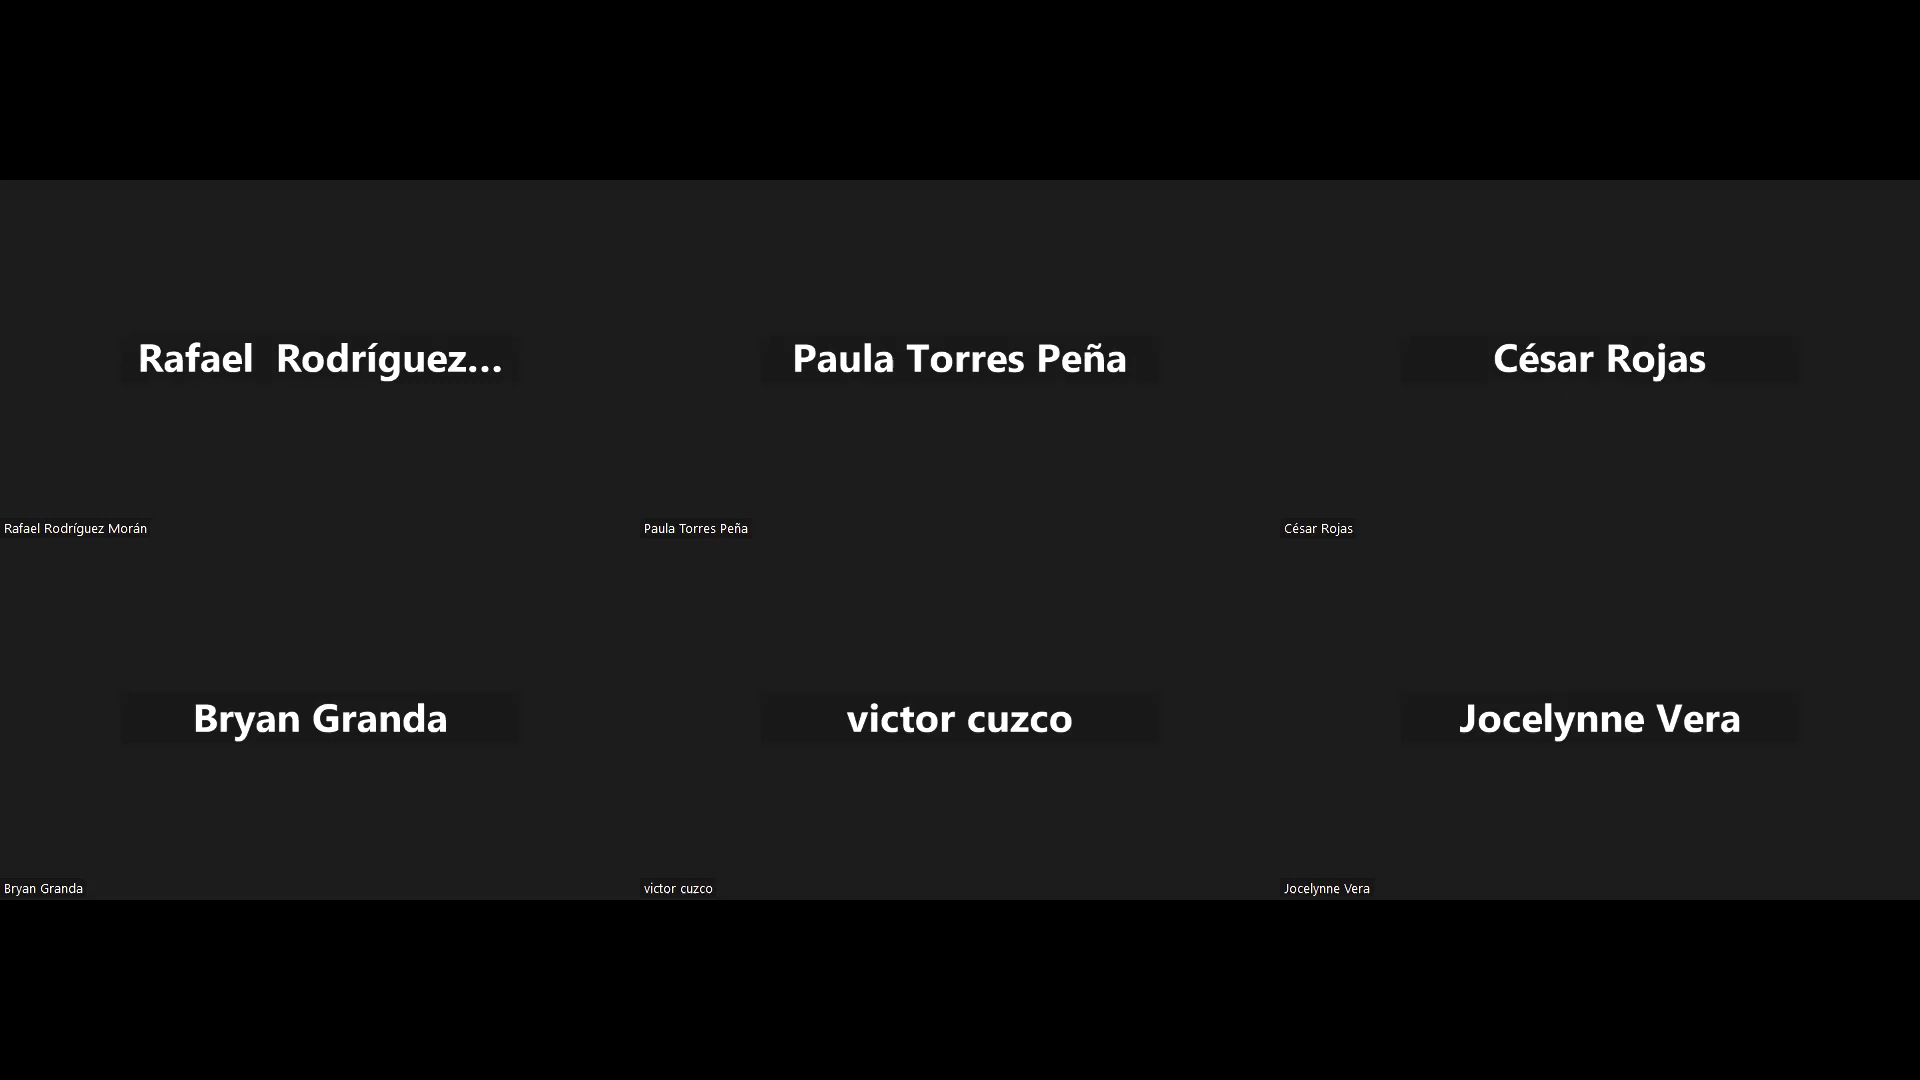 Rafael  Rodríguez...
Paula Torres Peña
César Rojas
Rafael Rodríguez Morán
Paula Torres Peña
César Rojas
Bryan Granda
victor cuzco
Jocelynne Vera
Bryan Granda
victor cuzco
Jocelynne Vera